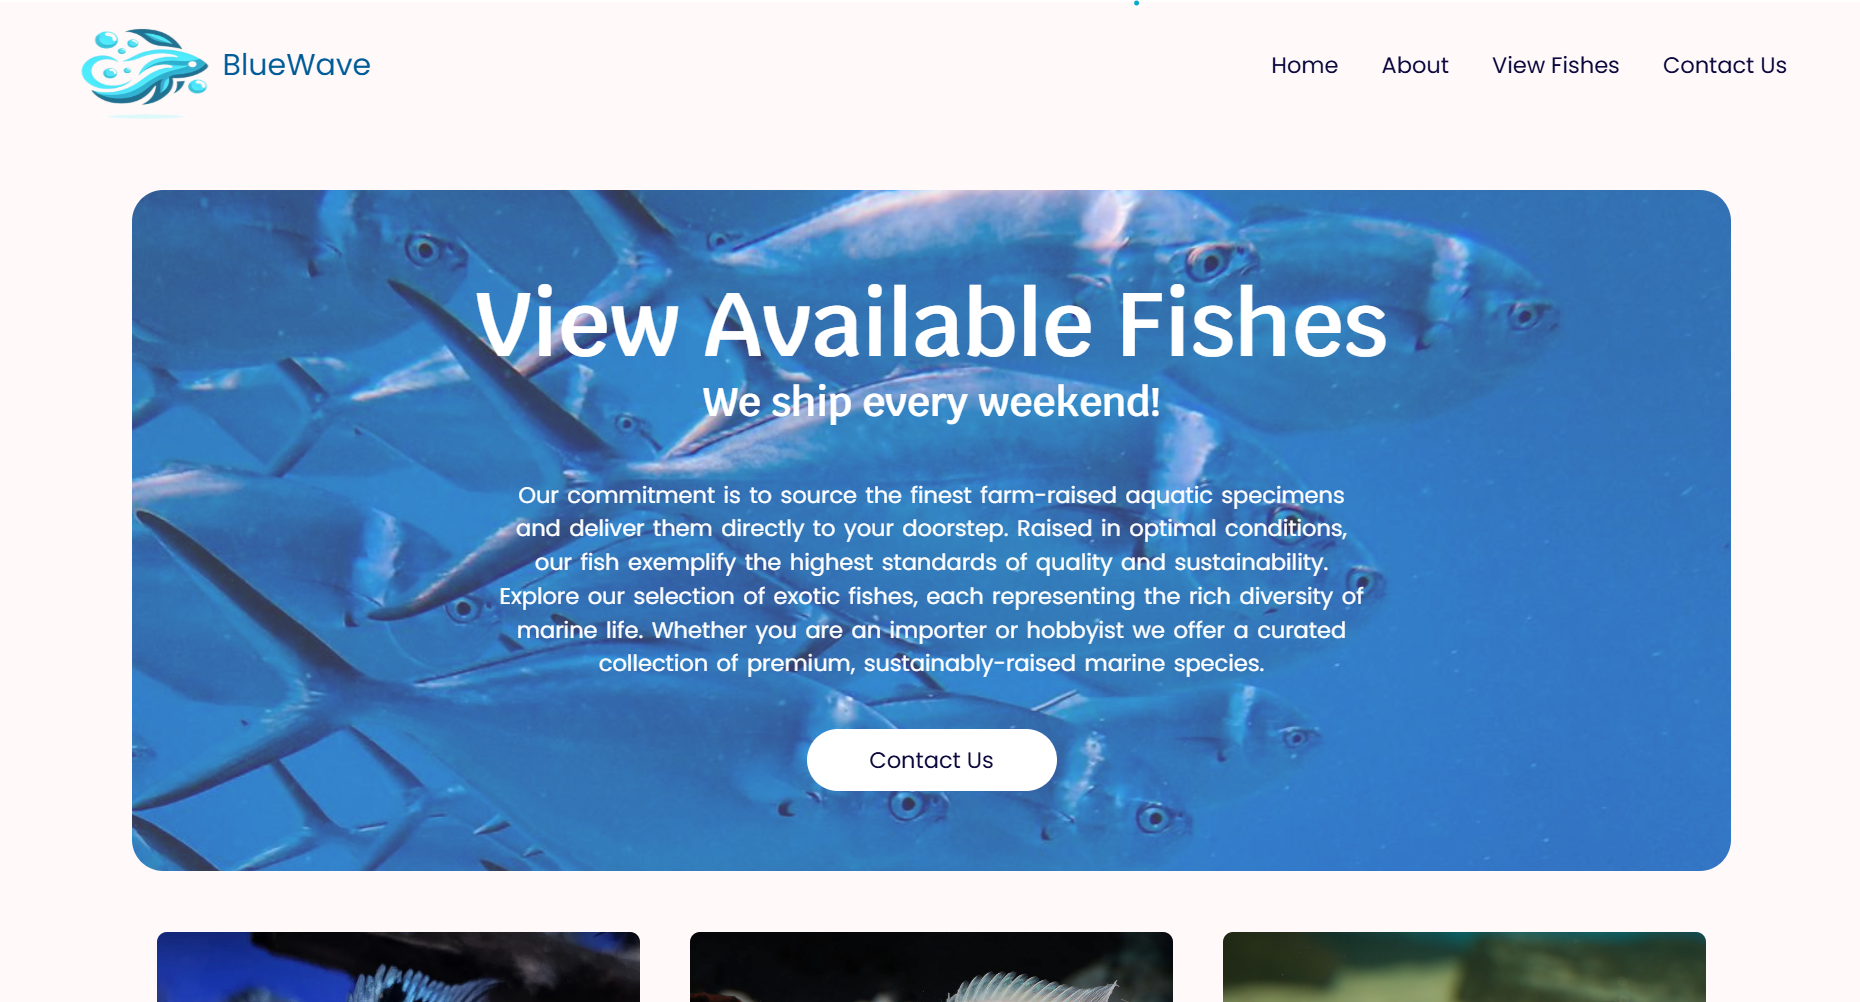 BlueWave
Home About View Fishes Contact Us
View Available Fishes
We ship every weekend!
Our commitment is to source the finest farm-raised aquatic specimens
and deliver them directly to your doorstep. Raised in optimal conditions,
our fish exemplify the highest standards of quality and sustainability.
Explore our selection of exotic fishes, each representing the rich diversity of
marine life. Whether you are an importer or hobbyist we offer a curated
collection of premium, sustainably-raised marine species.
Contact Us